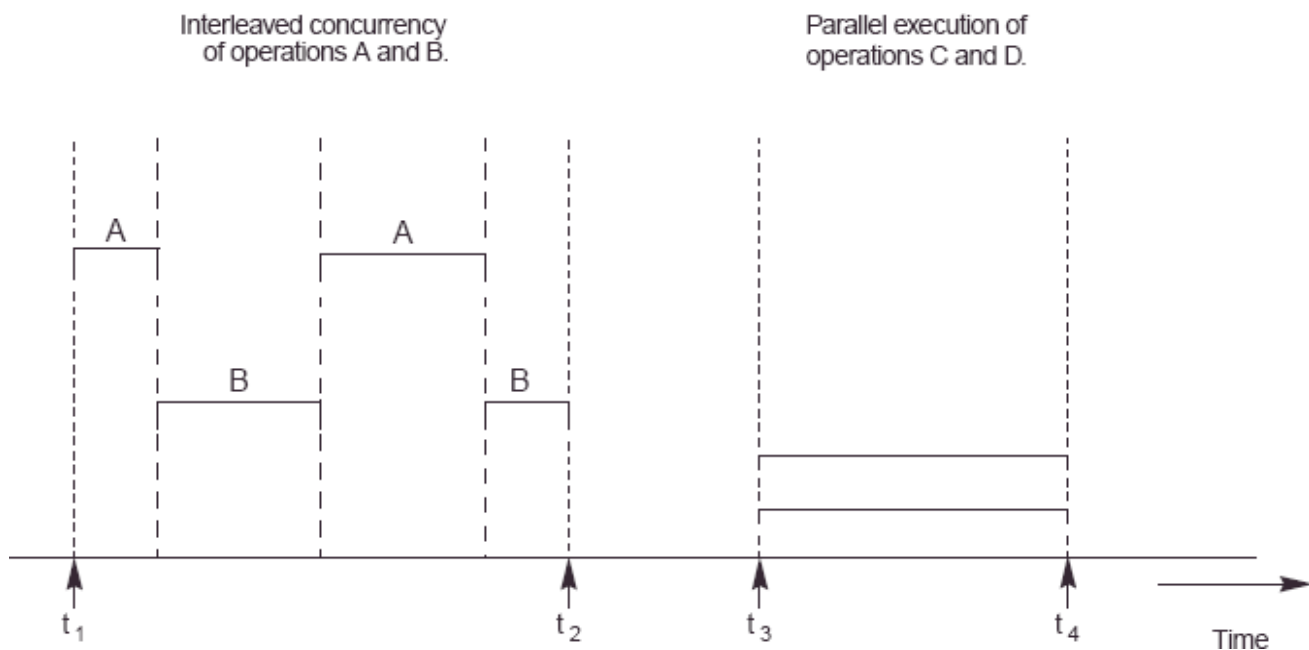 Interleaved concurrency
of operations A and B.
Parallel execution of
operations C and D.
A
A
B
B
t1
t2
t3
t4
Time